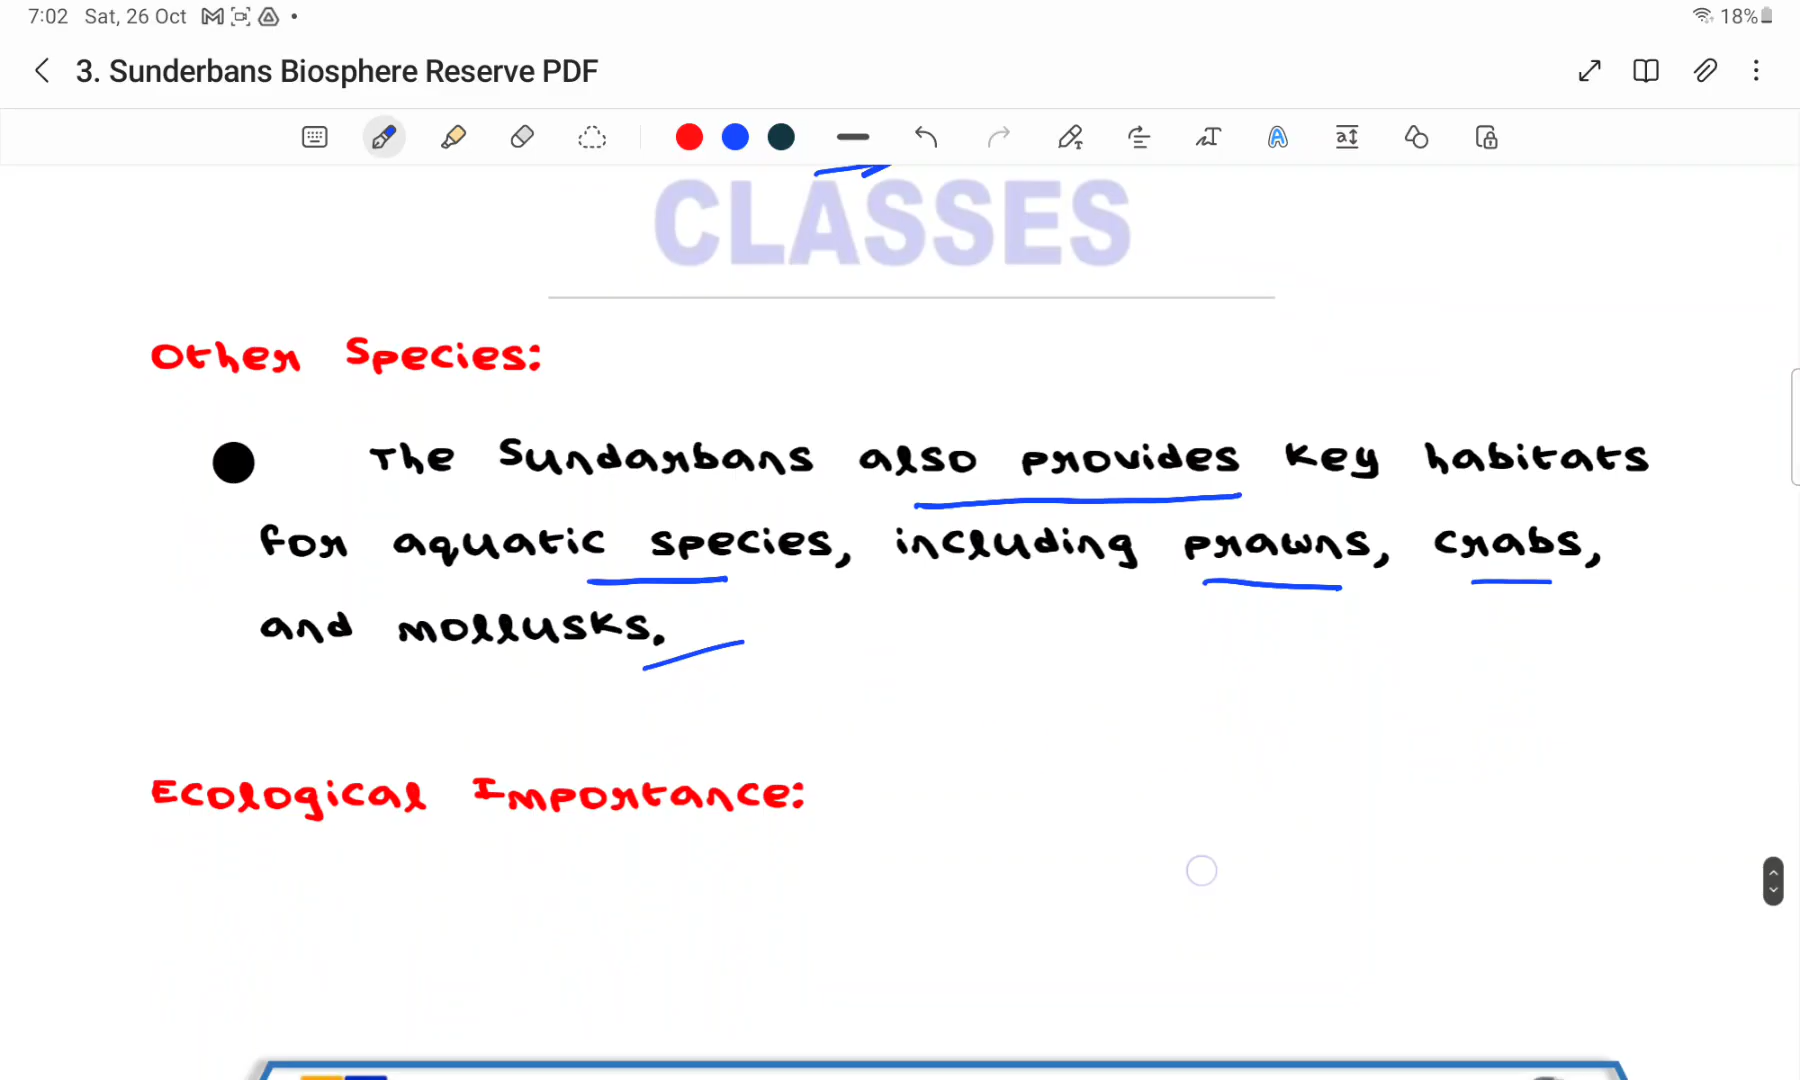 7:02 Sat, 26 Oct
18%
3. Sunderbans Biosphere Reserve PDF
CLASSES
Other Species:
The Sundarbans also provides key habitats
for aquatic species, including prawns, crabs,
and mollusks.
Ecological Importance: